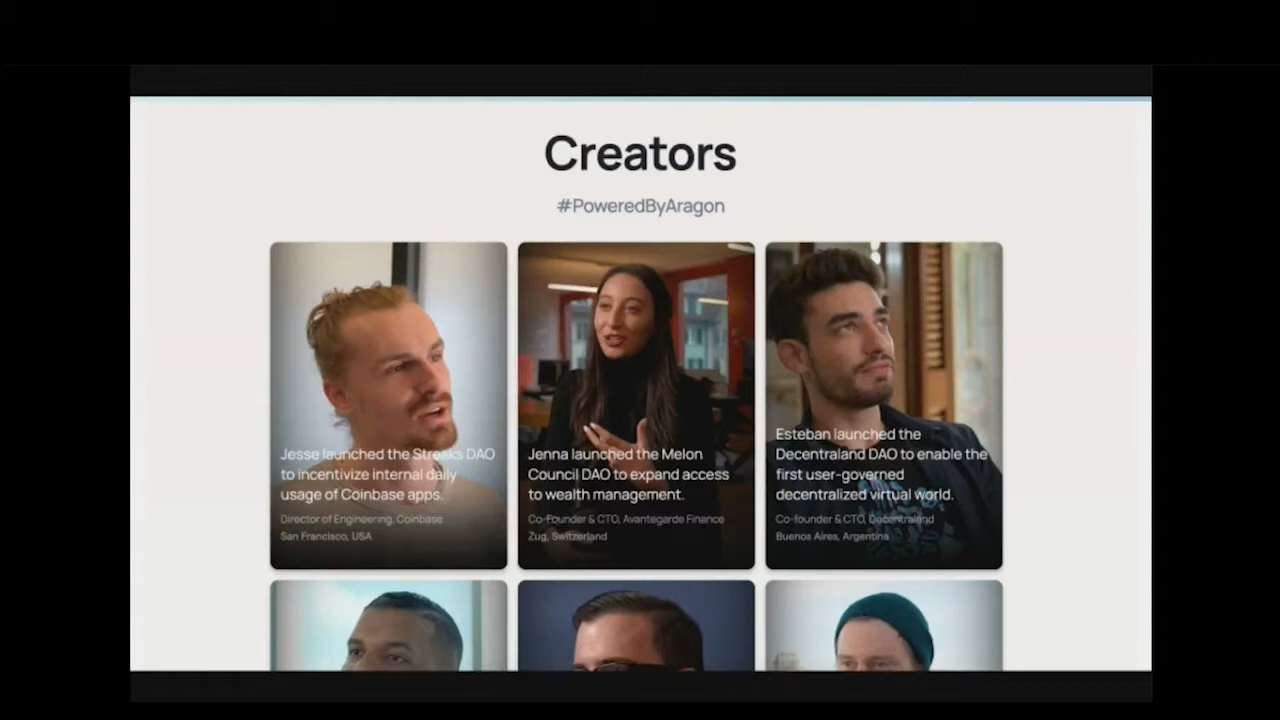 Creators
#PoweredByAragon
Jesse launched the Streaks DAO
to incentivize internal daily
usage of Coinbase apps.
Director of Engineering, Coinbase
San Francisco, USA
Jenna launched the Melon
Council DAO to expand access
to wealth management.
Co-Founder & CTO, Avantegarde Finance
Zug, Switzerland
Esteban launched the
Decentraland DAO to enable the
first user-governed
decentralized virtual world.
Co-founder & CTO, Decentraland
Buenos Aires, Argentina